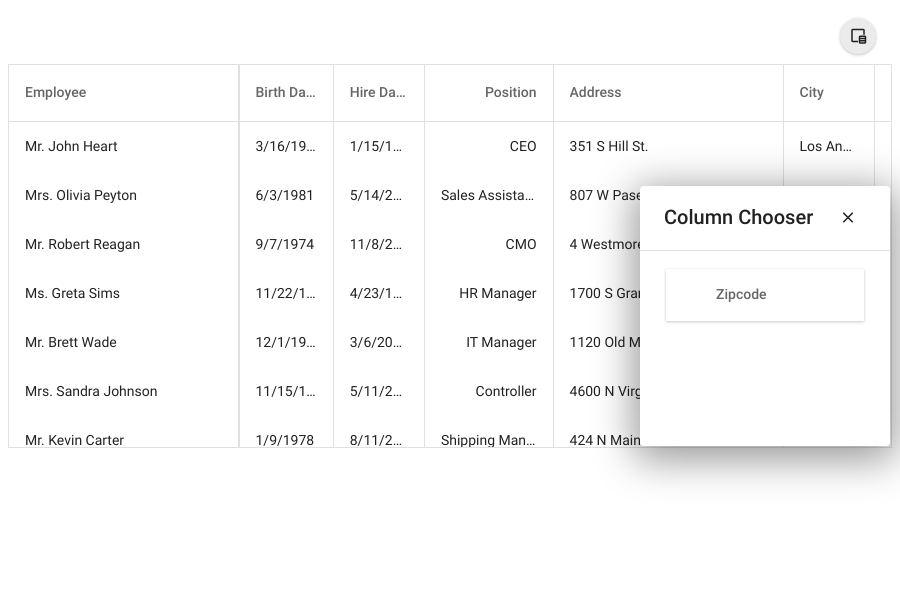 Employee Birth Da... Hire Da... Position Address City
Mr. John Heart 3/16/19... 1/15/1... CEO 351 S Hill St. Los An...
Mrs. Olivia Peyton 6/3/1981 5/14/2... Sales Assista... 807 W Pase
Mr. Robert Reagan 9/7/1974 11/8/2... CMO 4 Westmore
Ms. Greta Sims 11/22/1... 4/23/1... HR Manager 1700 S Gra
Mr. Brett Wade 12/1/19... 3/6/20... IT Manager 1120 Old M
Mrs. Sandra Johnson 11/15/1... 5/11/2... Controller 4600 N Virg
Mr. Kevin Carter 1/9/1978 8/11/2... Shipping Man... 424 N Main
Column Chooser
Zipcode